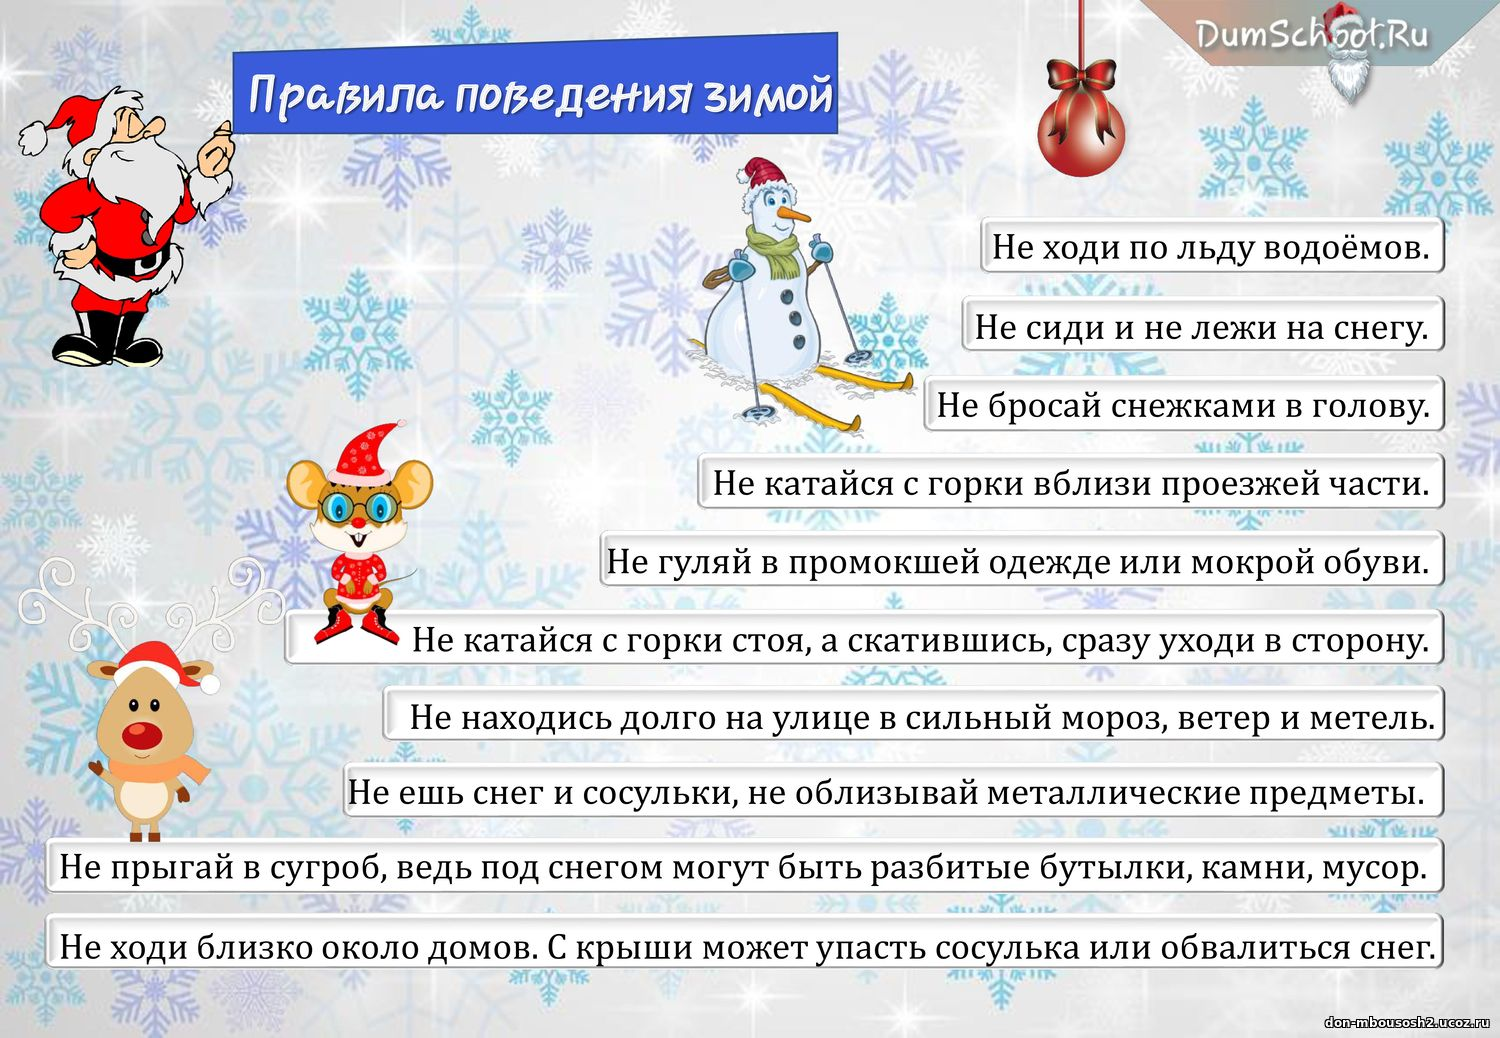 DumSchool.Ru
Правила поведения зимой
Не ходи по льду водоёмов.
Не сиди и не лежи на снегу.
Не бросай снежками в голову.
Не катайся с горки вблизи проезжей части.
Не гуляй в промокшей одежде или мокрой обуви.
Не катайся с горки стоя, а скатившись, сразу уходи в сторону.
Не находись долго на улице в сильный мороз, ветер и метель.
Не ешь снег и сосульки, не облизывай металлические предметы.
Не прыгай в сугроб, ведь под снегом могут быть разбитые бутылки, камни, мусор.
Не ходи близко около домов. С крыши может упасть сосулька или обвалиться снег.
don-mbousosh2.ucoz.ru